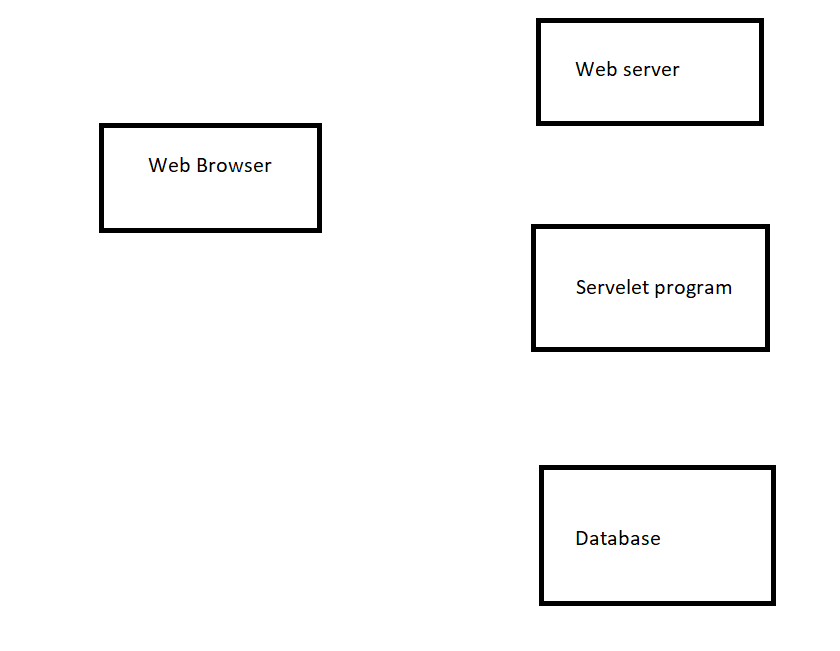 Web server
Web Browser
Servelet program
Database